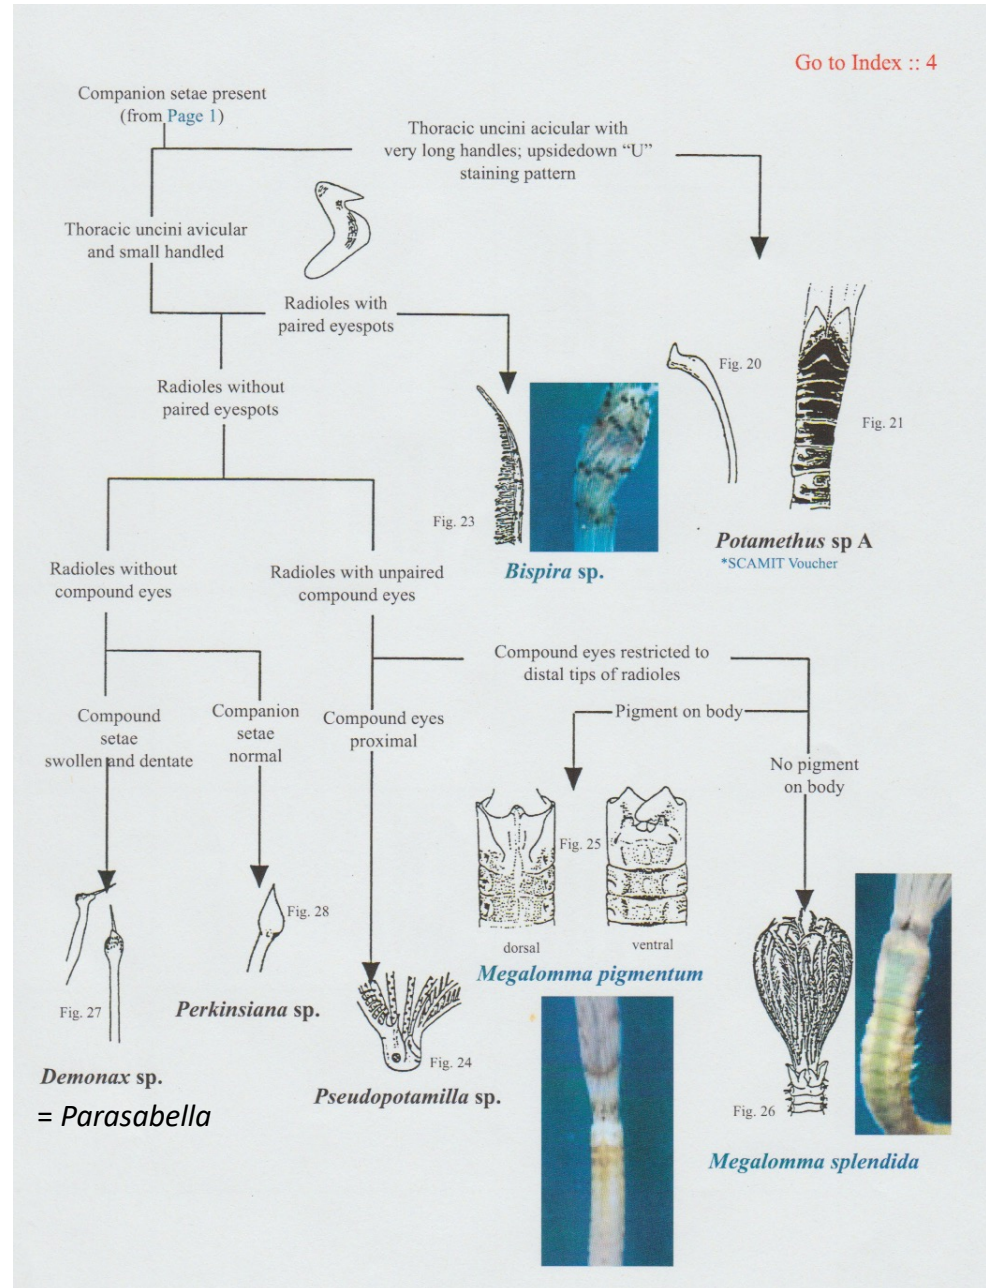 Go to Index :: 4
Companion setae present
(from Page 1)
Thoracic uncini acicular with
very long handles; upsidedown “U”
staining pattern
Thoracic uncini avicular
and small handled
Radioles with
paired eyespots
Radioles without
paired eyespots
Fig. 20
Fig. 21
Fig. 23
Bispira sp.
Potamethus sp A
*SCAMIT Voucher
Radioles without
compound eyes
Radioles with unpaired
compound eyes
Compound eyes restricted to
distal tips of radioles
Compound
setae
swollen and dentate
Companion
setae
normal
Compound eyes
proximal
Pigment on body
No pigment
on body
Fig. 25
dorsal
ventral
Megalomma pigmentum
Fig. 28
Fig. 27
Perkinsiana sp.
Fig. 24
Demonax sp.
= Parasabella
Pseudopotamilla sp.
Fig. 26
Megalomma splendida